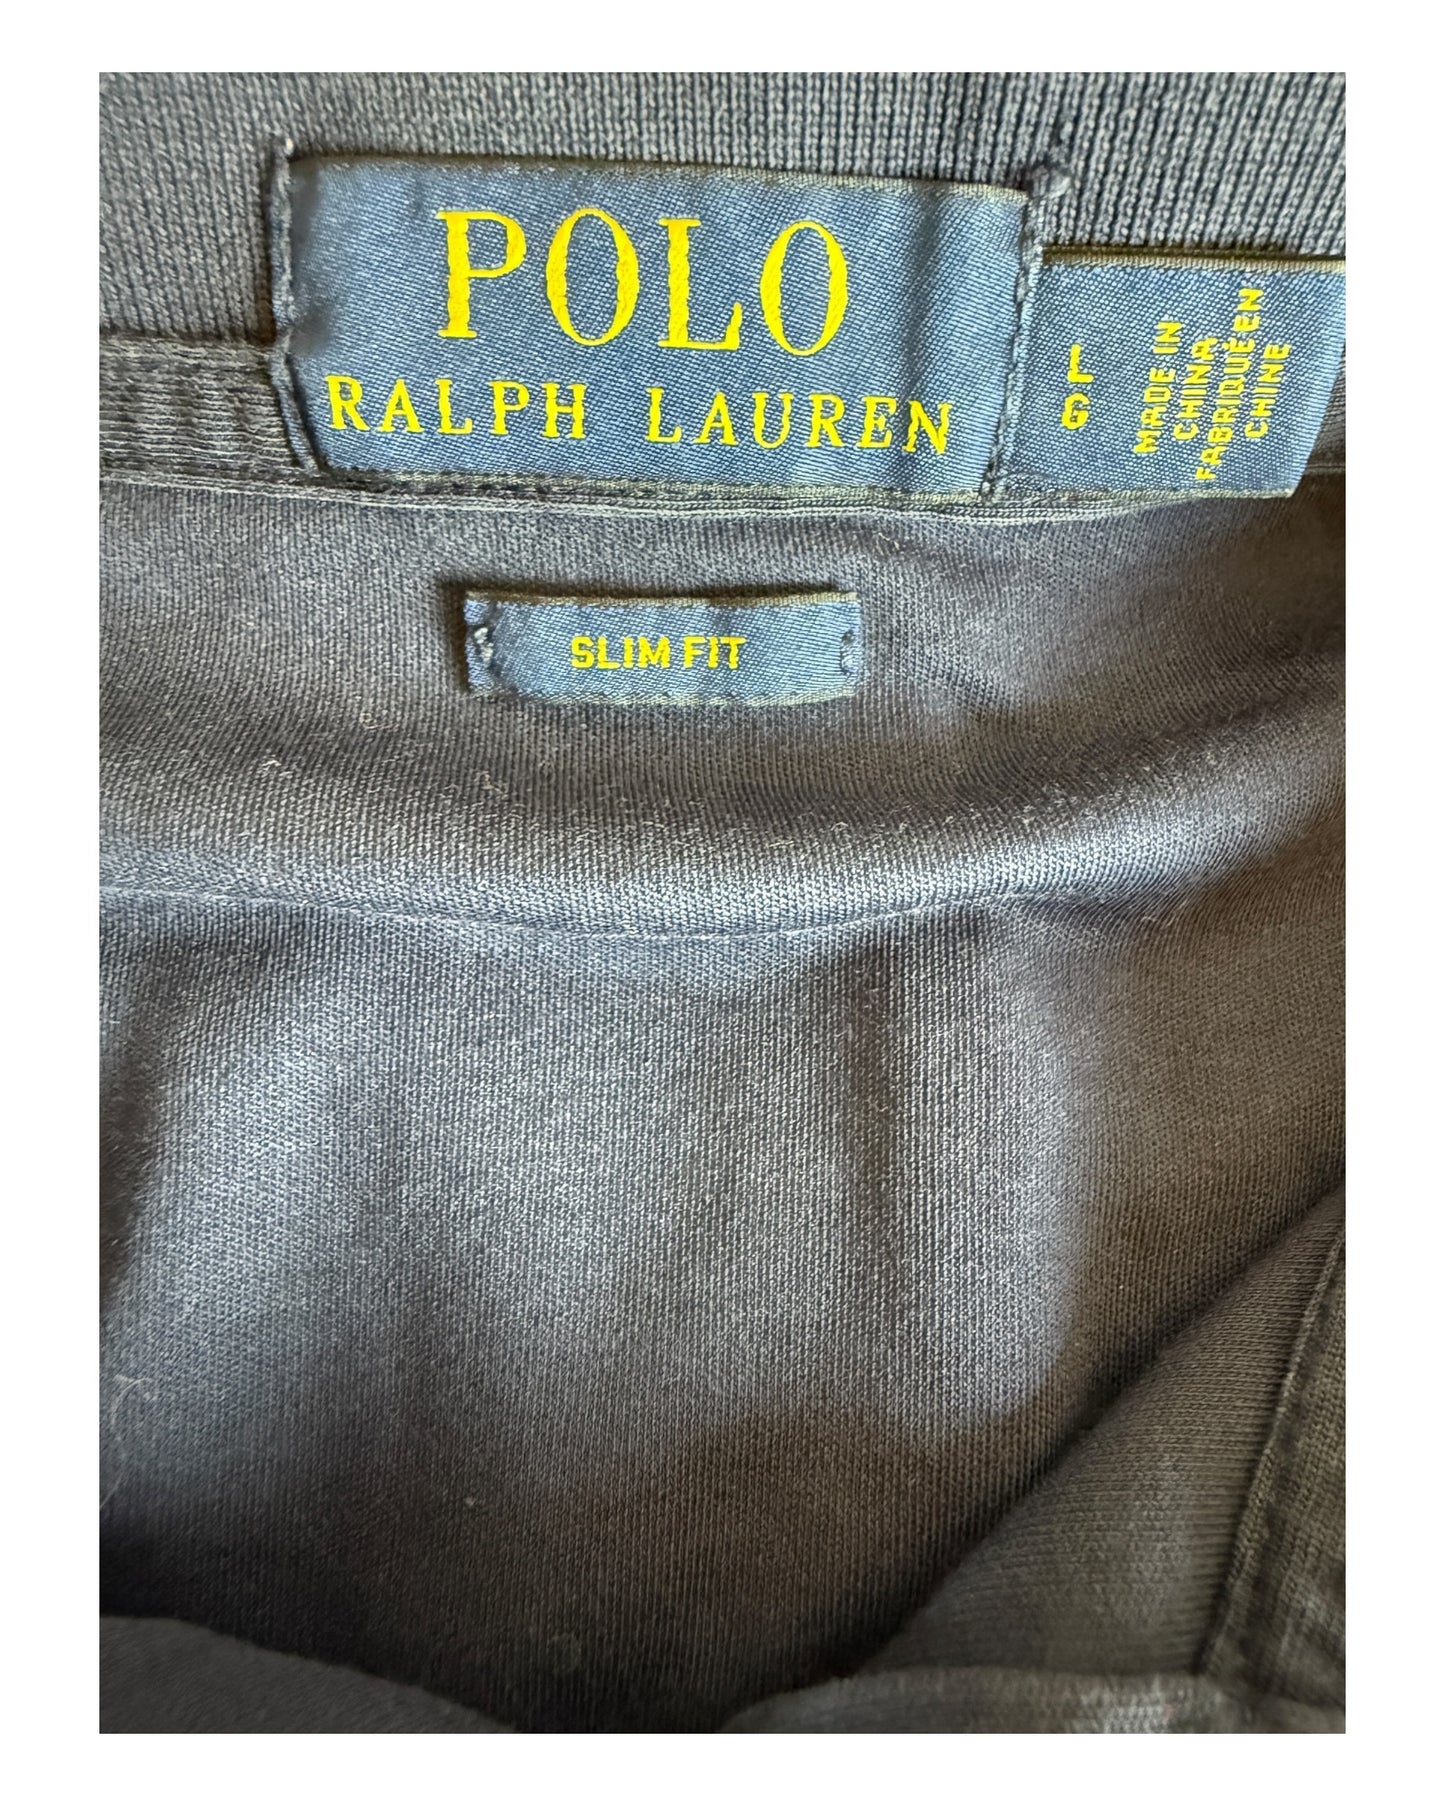 POLO
RALPH LAUREN
L
G
MADE IN
CHINA
FABRIQUÉ EN
CHINE
SLIM FIT